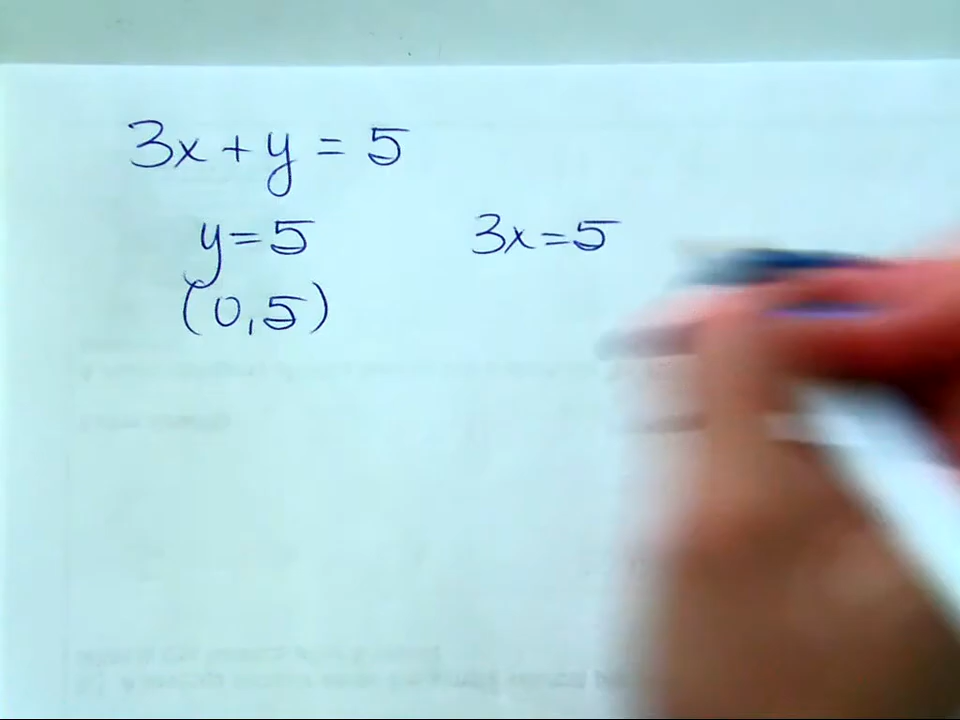 3x + y = 5
y = 5
3x = 5
(0, 5)